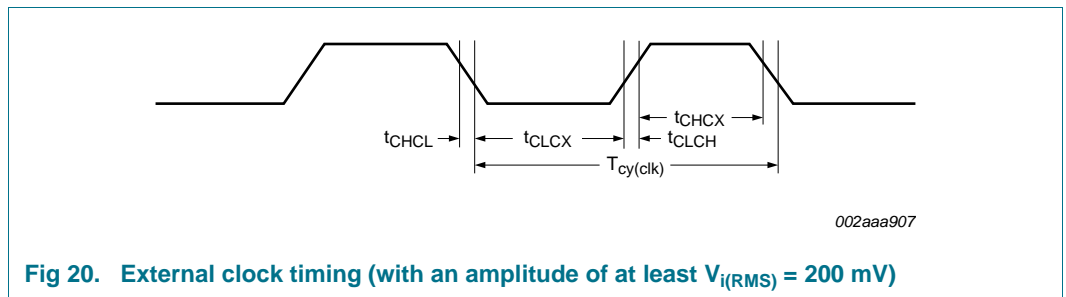 tCHCX
tCHCL tCLCX tCLCH
Tcy(clk)
002aaa907
Fig 20. External clock timing (with an amplitude of at least Vi(RMS) = 200 mV)